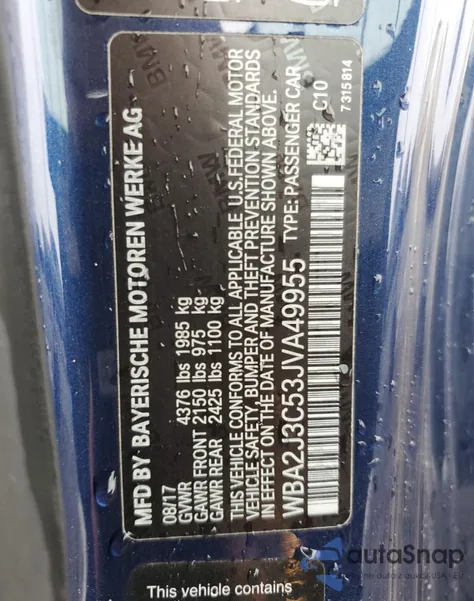 MFD BY BAYERISCHE MOTOREN WERKE AG
08/17
GVWR 4376 lbs 1985 kg
GAWR FRONT 2150 lbs 975 kg
GAWR REAR 2425 lbs 1100 kg
THIS VEHICLE CONFORMS TO ALL APPLICABLE U.S. FEDERAL MOTOR
VEHICLE SAFETY, BUMPER AND THEFT PREVENTION STANDARDS
IN EFFECT ON THE DATE OF MANUFACTURE SHOWN ABOVE.
WBA2J3C53JVA49955 TYPE: PASSENGER CAR
C10
7315814
This vehicle contains
autoSnap